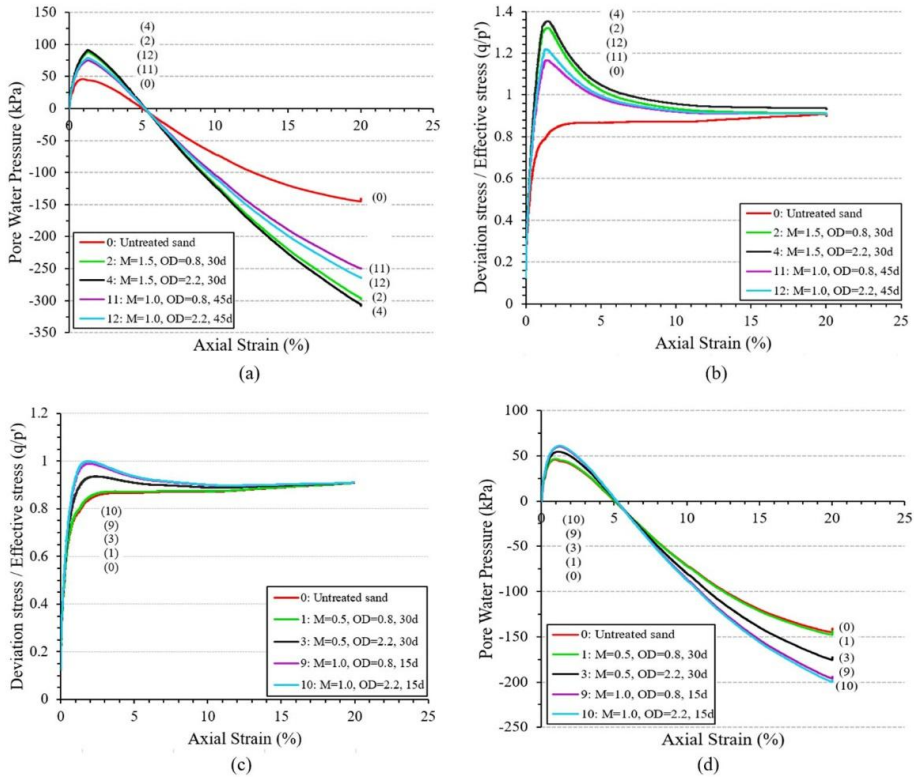 150
125
100
75
50
25
0
-50
-100
-150
-200
-250
-300
-350
0
5
10
15
20
25
Pore Water Pressure (kPa)
(4)
(2)
(12)
(11)
(0)
(0)
(11)
(12)
(2)
(4)
0: Untreated sand
2: M=1.5, OD=0.8, 30d
4: M=1.5, OD=2.2, 30d
11: M=1.0, OD=0.8, 45d
12: M=1.0, OD=2.2, 45d
Axial Strain (%)
(a)
1.4
1.2
1
0.8
0.6
0.4
0.2
0
0
5
10
15
20
25
Deviation stress / Effective stress (q/p')
(4)
(2)
(12)
(11)
(0)
0: Untreated sand
2: M=1.5, OD=0.8, 30d
4: M=1.5, OD=2.2, 30d
11: M=1.0, OD=0.8, 45d
12: M=1.0, OD=2.2, 45d
Axial Strain (%)
(b)
1.2
1
0.8
0.6
0.4
0.2
0
0
5
10
15
20
25
Deviation stress / Effective stress (q/p')
(10)
(9)
(3)
(1)
(0)
0: Untreated sand
1: M=0.5, OD=0.8, 30d
3: M=0.5, OD=2.2, 30d
9: M=1.0, OD=0.8, 15d
10: M=1.0, OD=2.2, 15d
Axial Strain (%)
(c)
100
50
0
-50
-100
-150
-200
-250
0
5
10
15
20
25
Pore Water Pressure (kPa)
(10)
(9)
(3)
(1)
(0)
(0)
(1)
(3)
(9)
(10)
0: Untreated sand
1: M=0.5, OD=0.8, 30d
3: M=0.5, OD=2.2, 30d
9: M=1.0, OD=0.8, 15d
10: M=1.0, OD=2.2, 15d
Axial Strain (%)
(d)